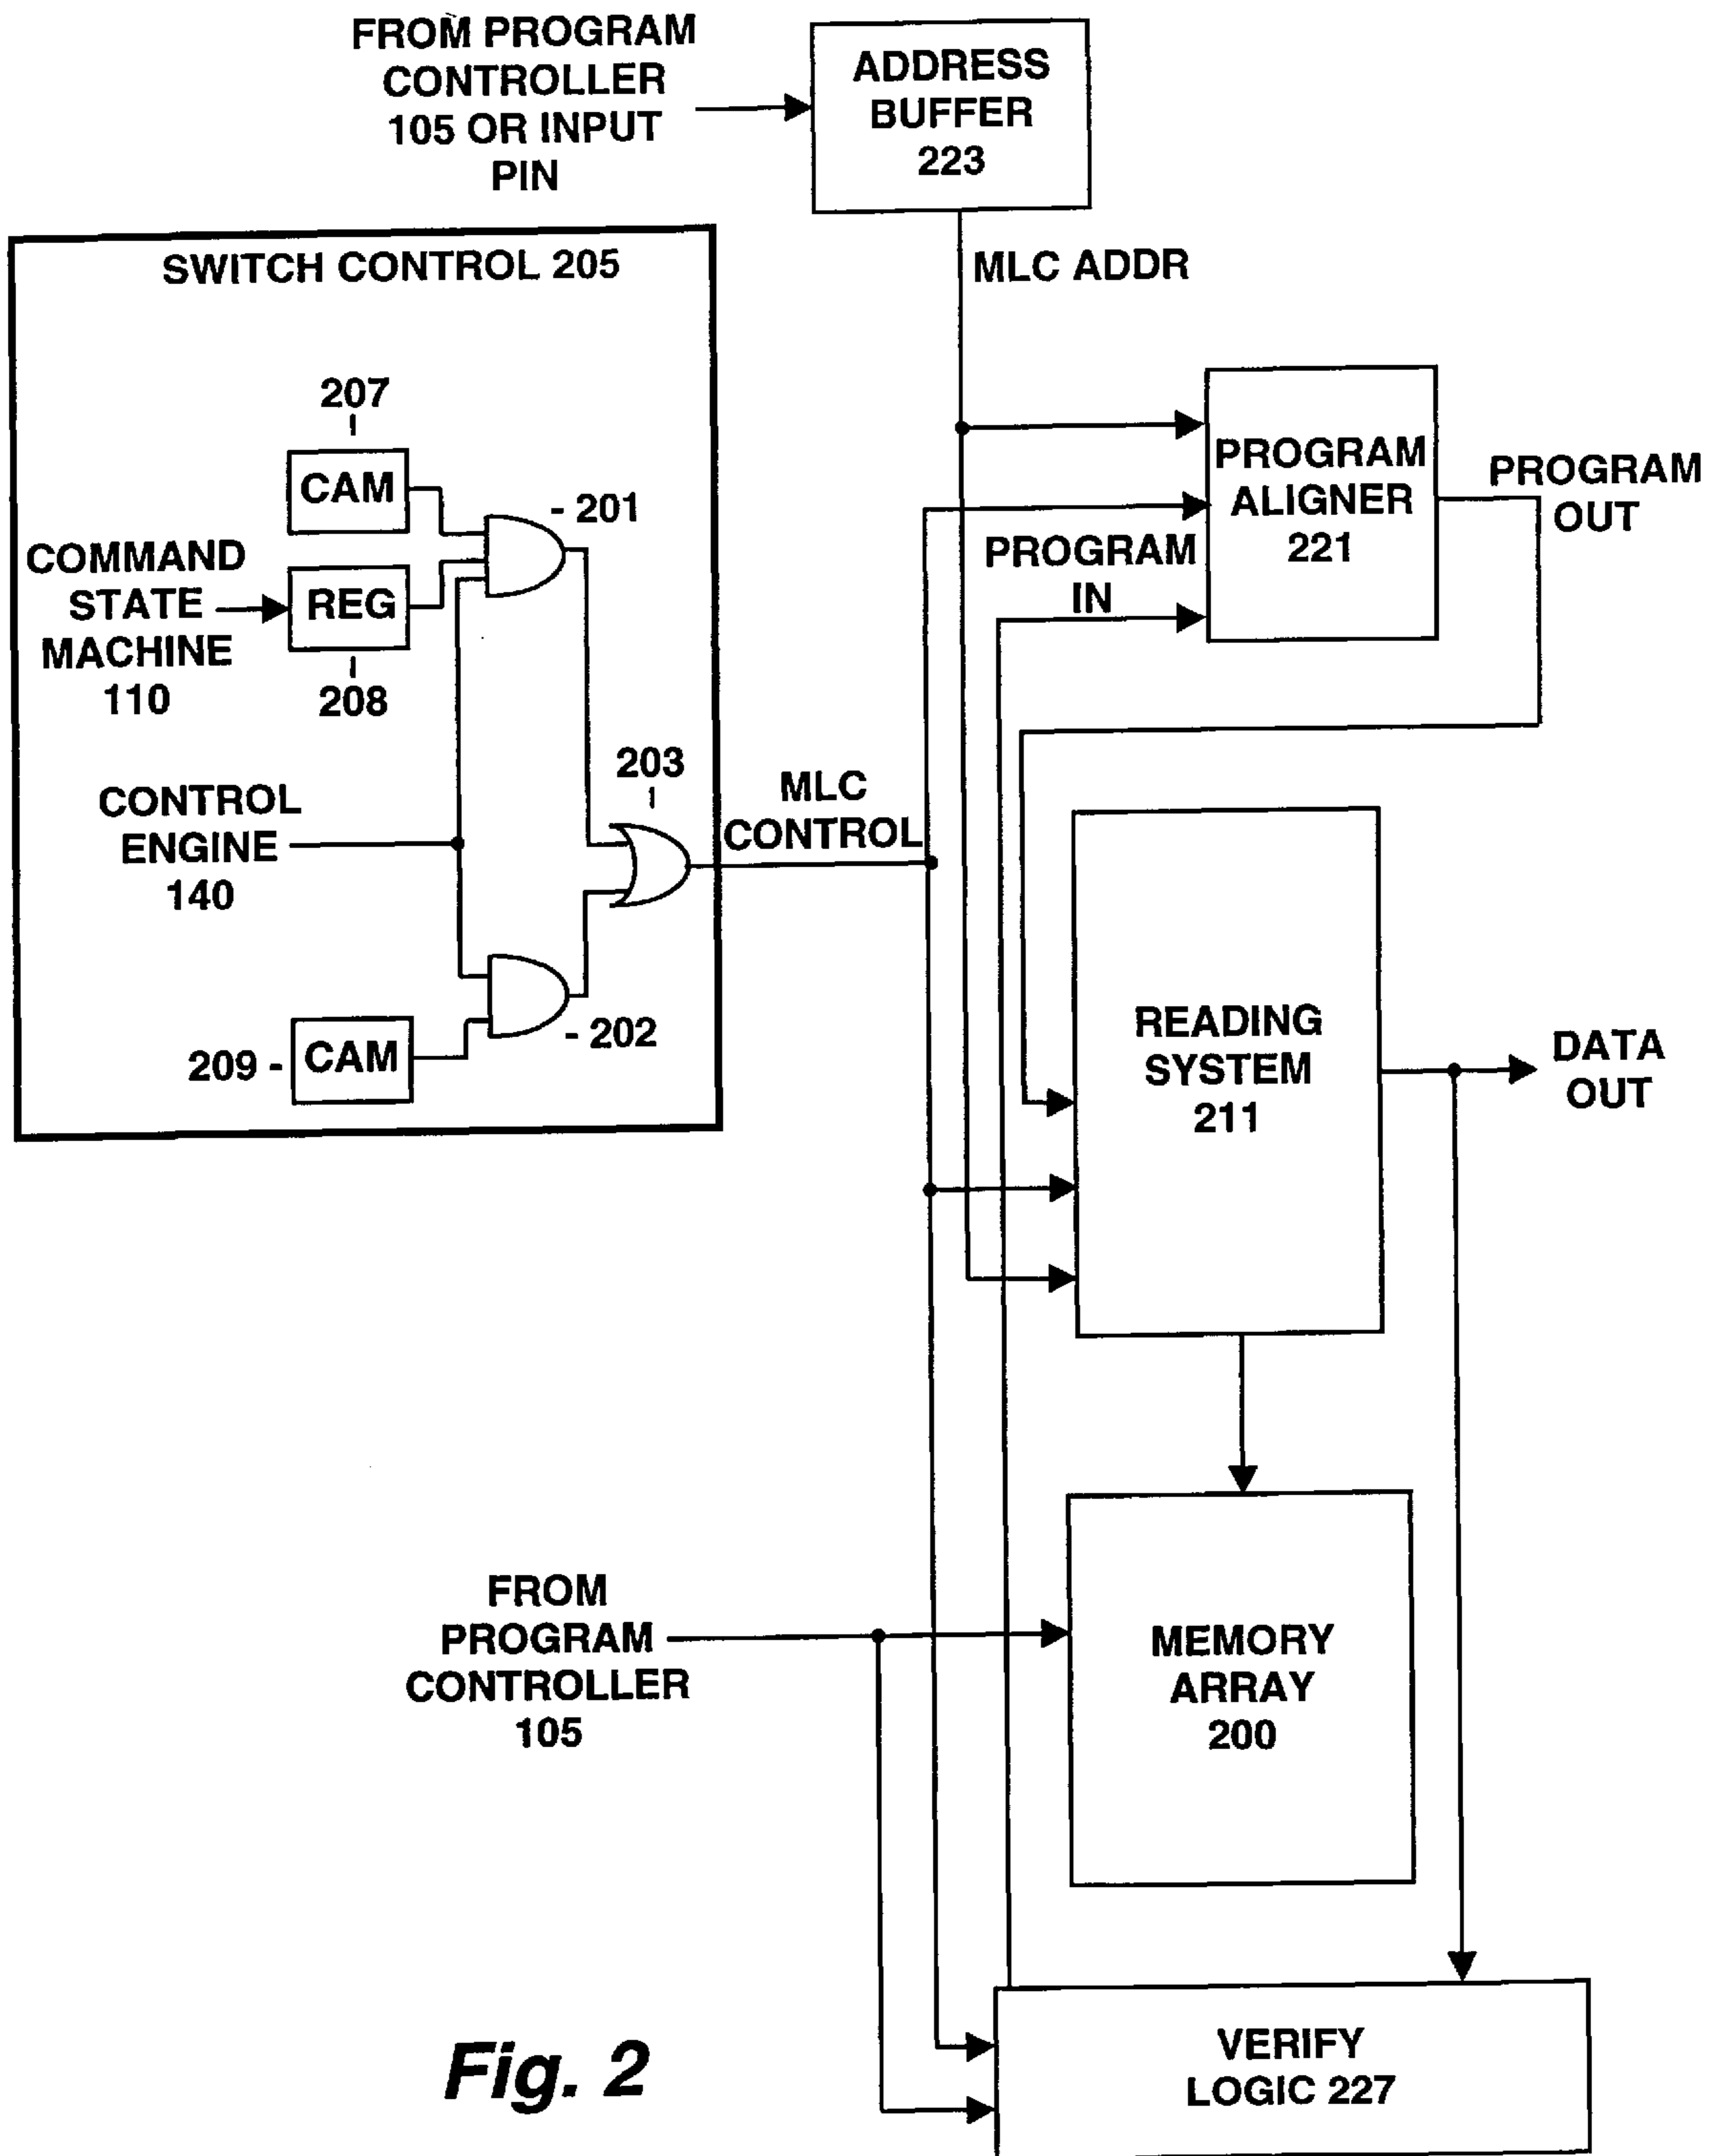 FROM PROGRAM
CONTROLLER
105 OR INPUT
PIN
ADDRESS
BUFFER
223
SWITCH CONTROL 205
MLC ADDR
207
CAM
- 201
COMMAND
STATE
MACHINE
110
REG
208
PROGRAM
ALIGNER
221
PROGRAM
OUT
PROGRAM
IN
203
CONTROL
ENGINE
140
MLC
CONTROL
- 202
209 -
CAM
READING
SYSTEM
211
DATA
OUT
FROM
PROGRAM
CONTROLLER
105
MEMORY
ARRAY
200
VERIFY
LOGIC 227
Fig. 2